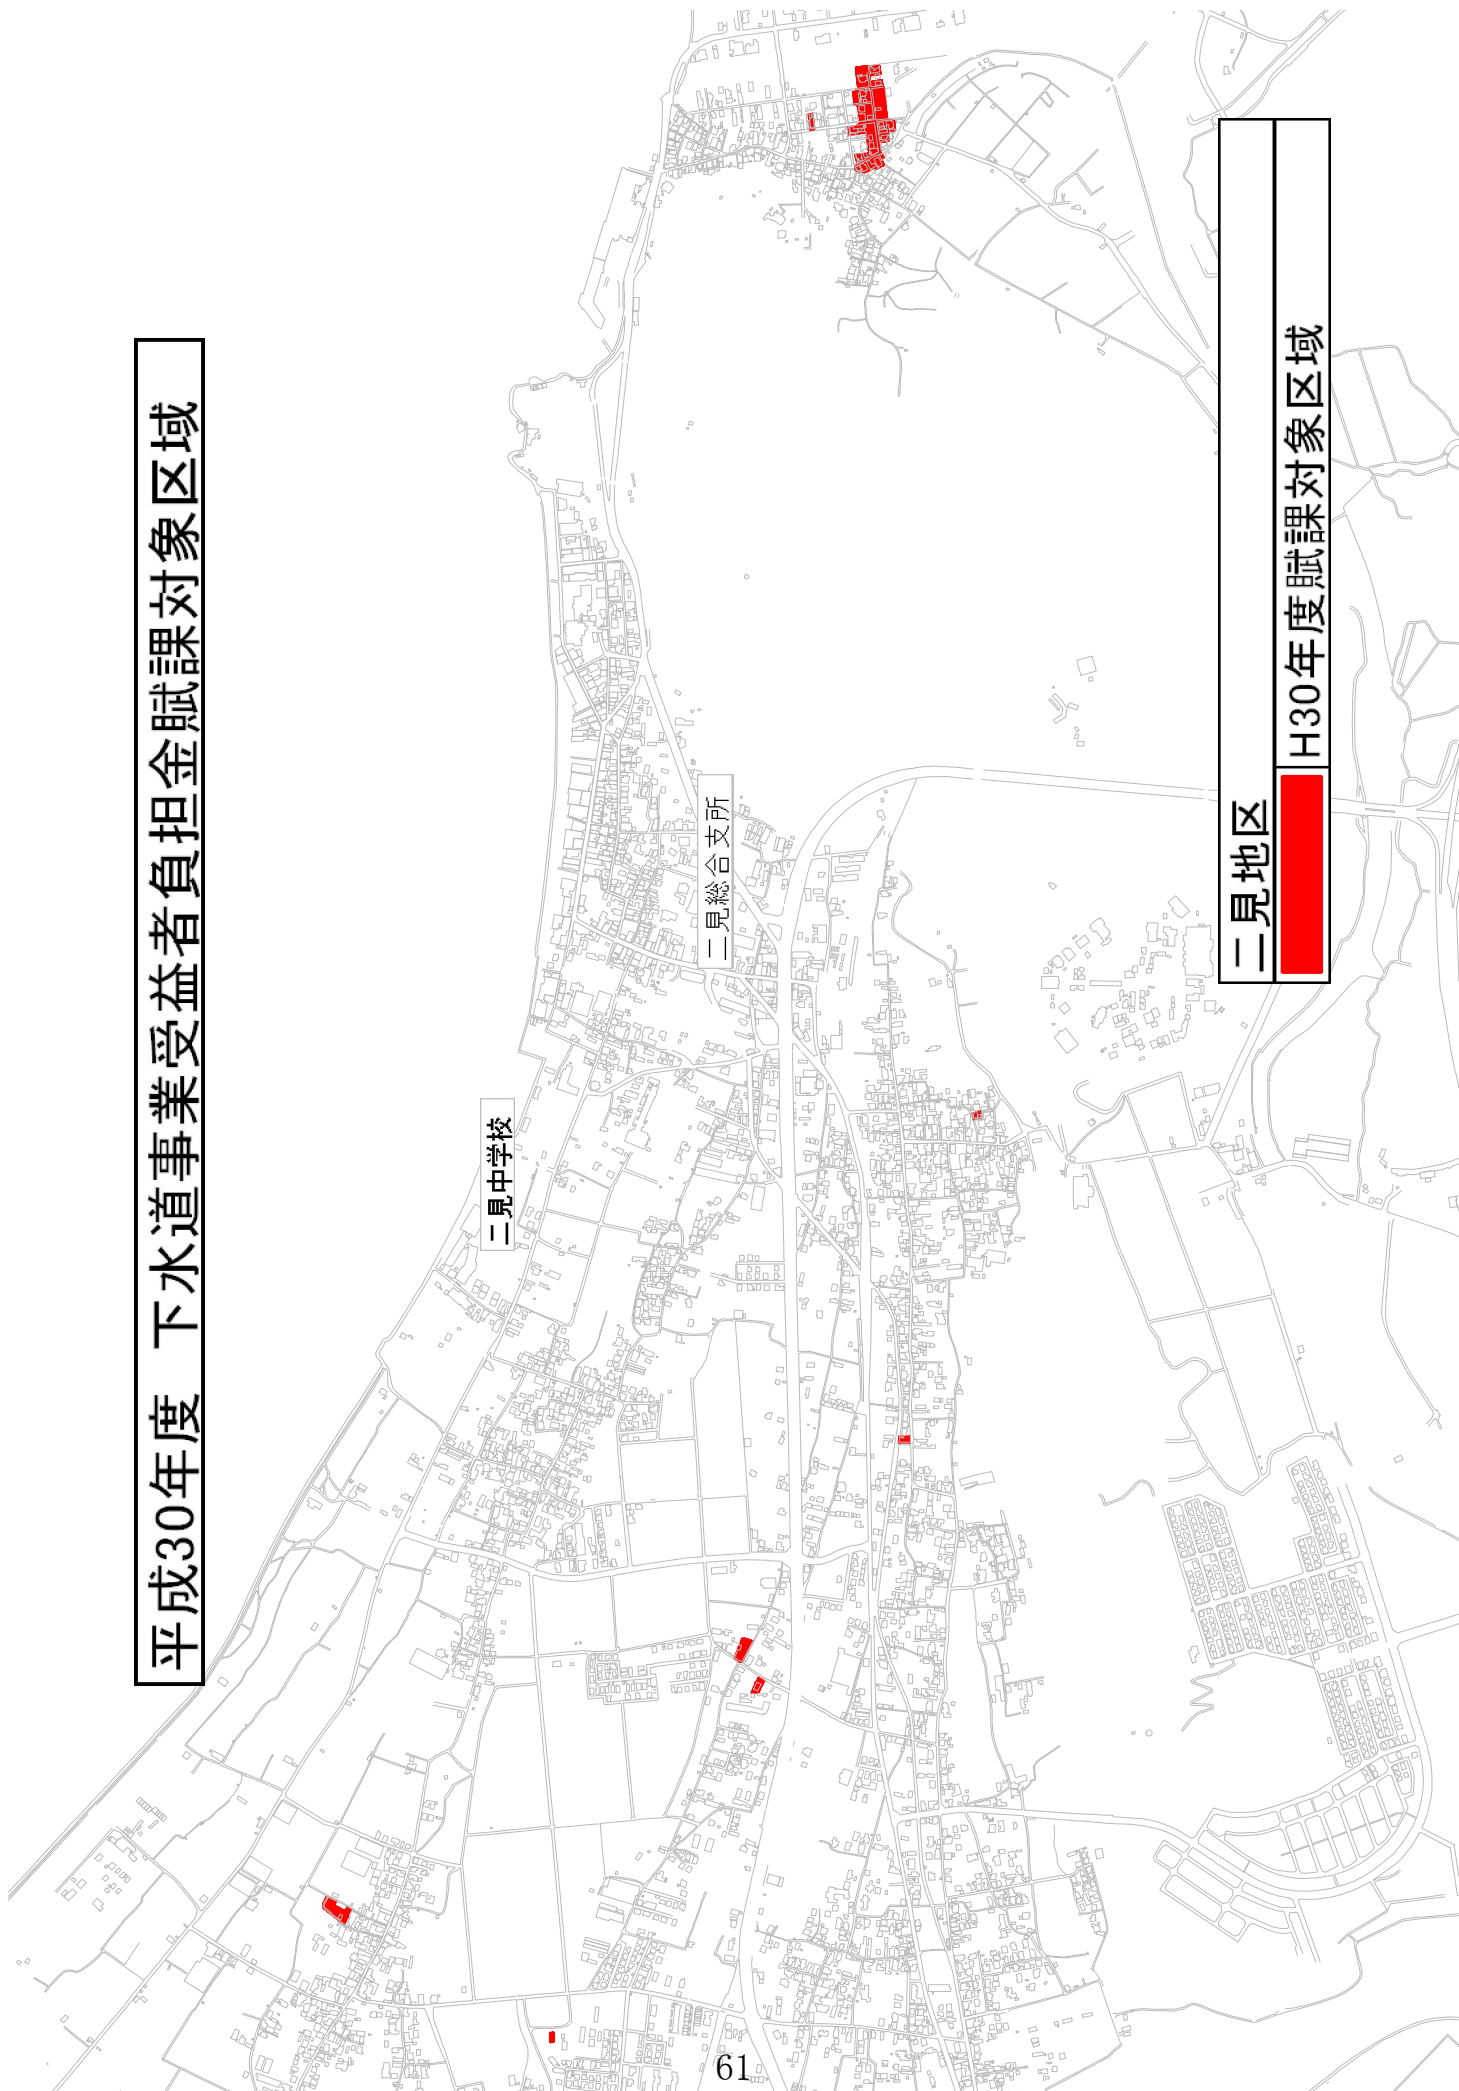 平成30年度 下水道事業受益者負担金賦課対象区域
二見中学校
二見総合支所
二見地区
H30年度賦課対象区域
61